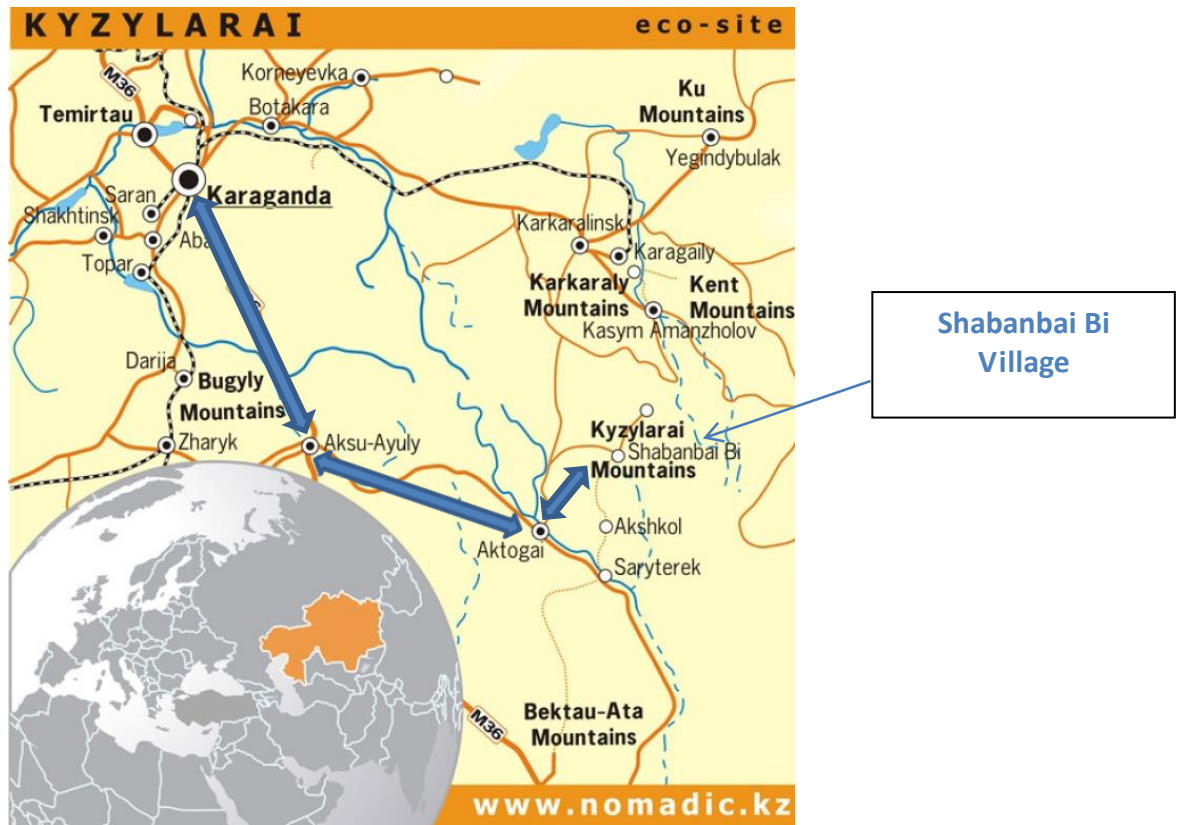 KYZYLARAI
eco-site
M36
Korneyevka
Temirtau
Botakara
Ku
Mountains
Yegindybulak
Saran
Karaganda
Shakhtinsk
Aba
Topar
Karkaralinsk
Karagaily
Karkaraly
Mountains
Kent
Mountains
Kasym Amanzholov
Shabanbai Bi
Village
Darija
Bugyly
Mountains
Zharyk
Aksu-Ayuly
Kyzylarai
Shabanbai Bi
Mountains
Aktogai
Akshkol
Saryterek
Bektau-Ata
Mountains
M36
www.nomadic.kz